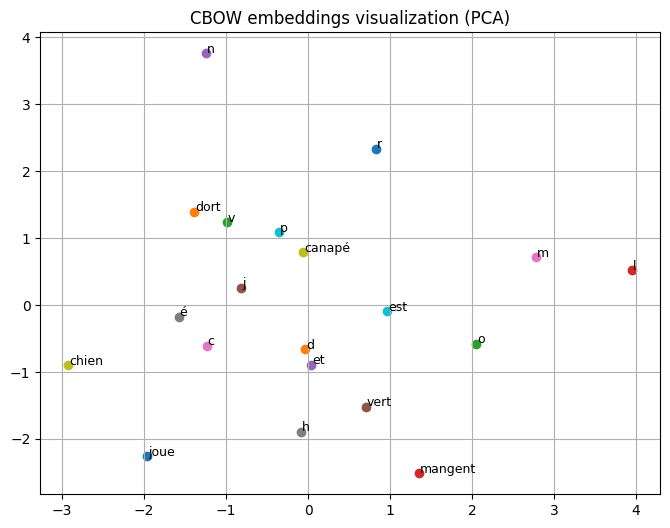 CBOW embeddings visualization (PCA)
4
n
3
r
2
dort
v
p
1
canapé
m
l
j
0
é
est
c
d
o
et
chien
−1
vert
h
−2
joue
mangent
−3 −2 −1 0 1 2 3 4